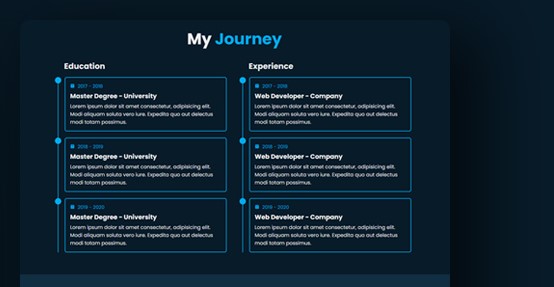 My Journey
Education
2017 - 2018
Master Degree - University
Lorem ipsum dolor sit amet consectetur, adipisicing elit.
Modi aliquam soluta vero iure. Expedita quo aut delectus
modi totam possimus.
2018 - 2019
Master Degree - University
Lorem ipsum dolor sit amet consectetur, adipisicing elit.
Modi aliquam soluta vero iure. Expedita quo aut delectus
modi totam possimus.
2019 - 2020
Master Degree - University
Lorem ipsum dolor sit amet consectetur, adipisicing elit.
Modi aliquam soluta vero iure. Expedita quo aut delectus
modi totam possimus.
Experience
2017 - 2018
Web Developer - Company
Lorem ipsum dolor sit amet consectetur, adipisicing elit.
Modi aliquam soluta vero iure. Expedita quo aut delectus
modi totam possimus.
2018 - 2019
Web Developer - Company
Lorem ipsum dolor sit amet consectetur, adipisicing elit.
Modi aliquam soluta vero iure. Expedita quo aut delectus
modi totam possimus.
2019 - 2020
Web Developer - Company
Lorem ipsum dolor sit amet consectetur, adipisicing elit.
Modi aliquam soluta vero iure. Expedita quo aut delectus
modi totam possimus.